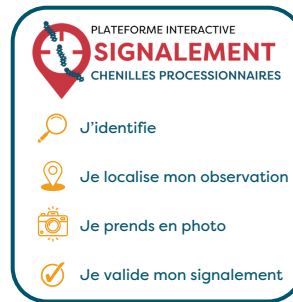 PLATEFORME INTERACTIVE
SIGNALEMENT
CHENILLES PROCESSIONNAIRES
J'identifie
Je localise mon observation
Je prends en photo
Je valide mon signalement